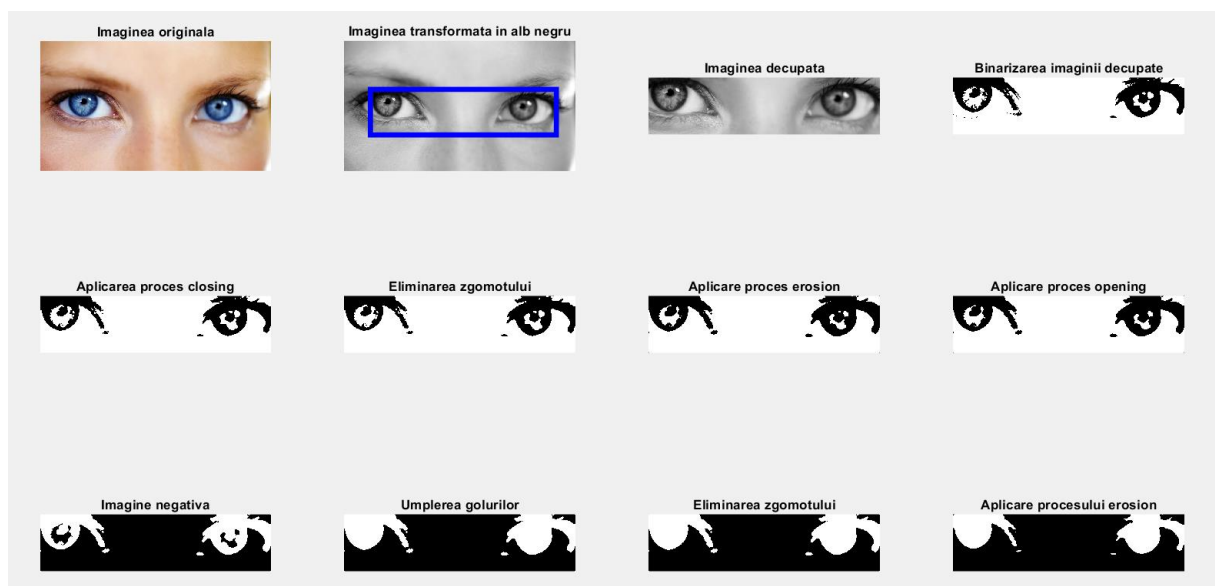 Imaginea originala
Imaginea transformata in alb negru
Imaginea decupata
Binarizarea imaginii decupate
Aplicarea proces closing
Eliminarea zgomotului
Aplicare proces erosion
Aplicare proces opening
Imagine negativa
Umplerea golurilor
Eliminarea zgomotului
Aplicare procesului erosion